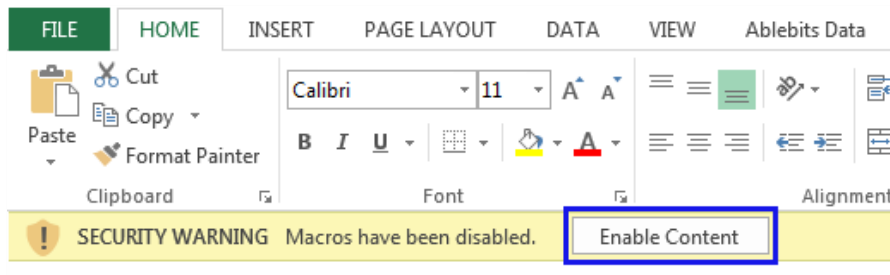 FILE HOME INSERT PAGE LAYOUT DATA VIEW Ablebits Data
Cut
Calibri 11 A A
Copy
Paste
B I U A
Format Painter
Clipboard Font Alignment
! SECURITY WARNING Macros have been disabled. Enable Content